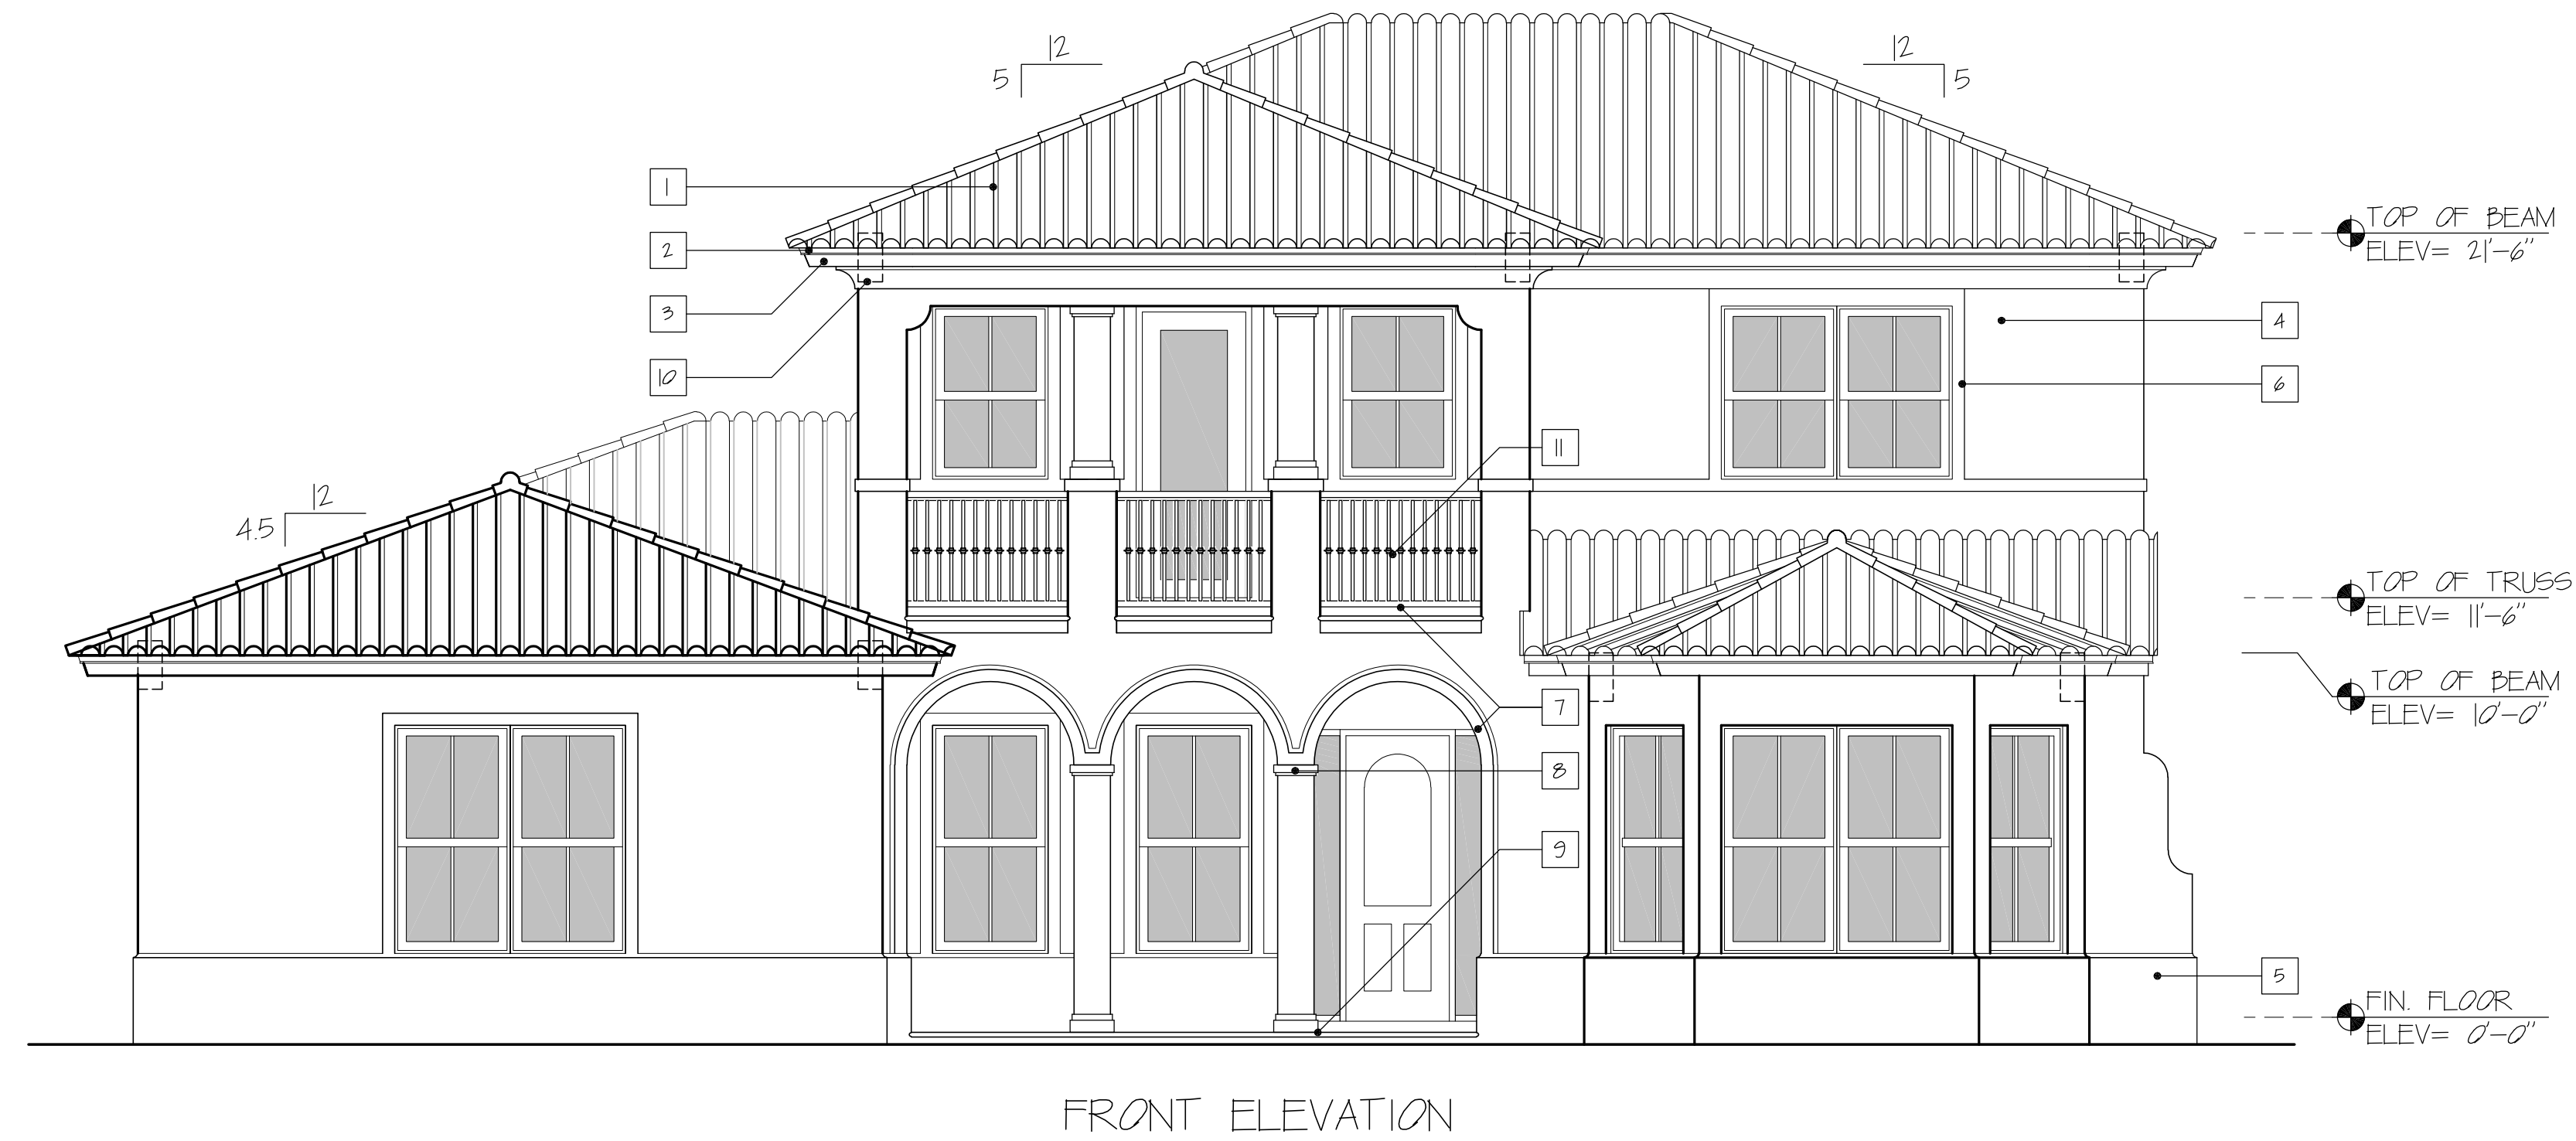 12
5
12
5
1
2
3
10
TOP OF BEAM
ELEV= 21'-6"
4
6
11
12
4.5
TOP OF TRUSS
ELEV= 11'-6"
TOP OF BEAM
ELEV= 10'-0"
7
8
9
5
FIN. FLOOR
ELEV= 0'-0"
FRONT ELEVATION